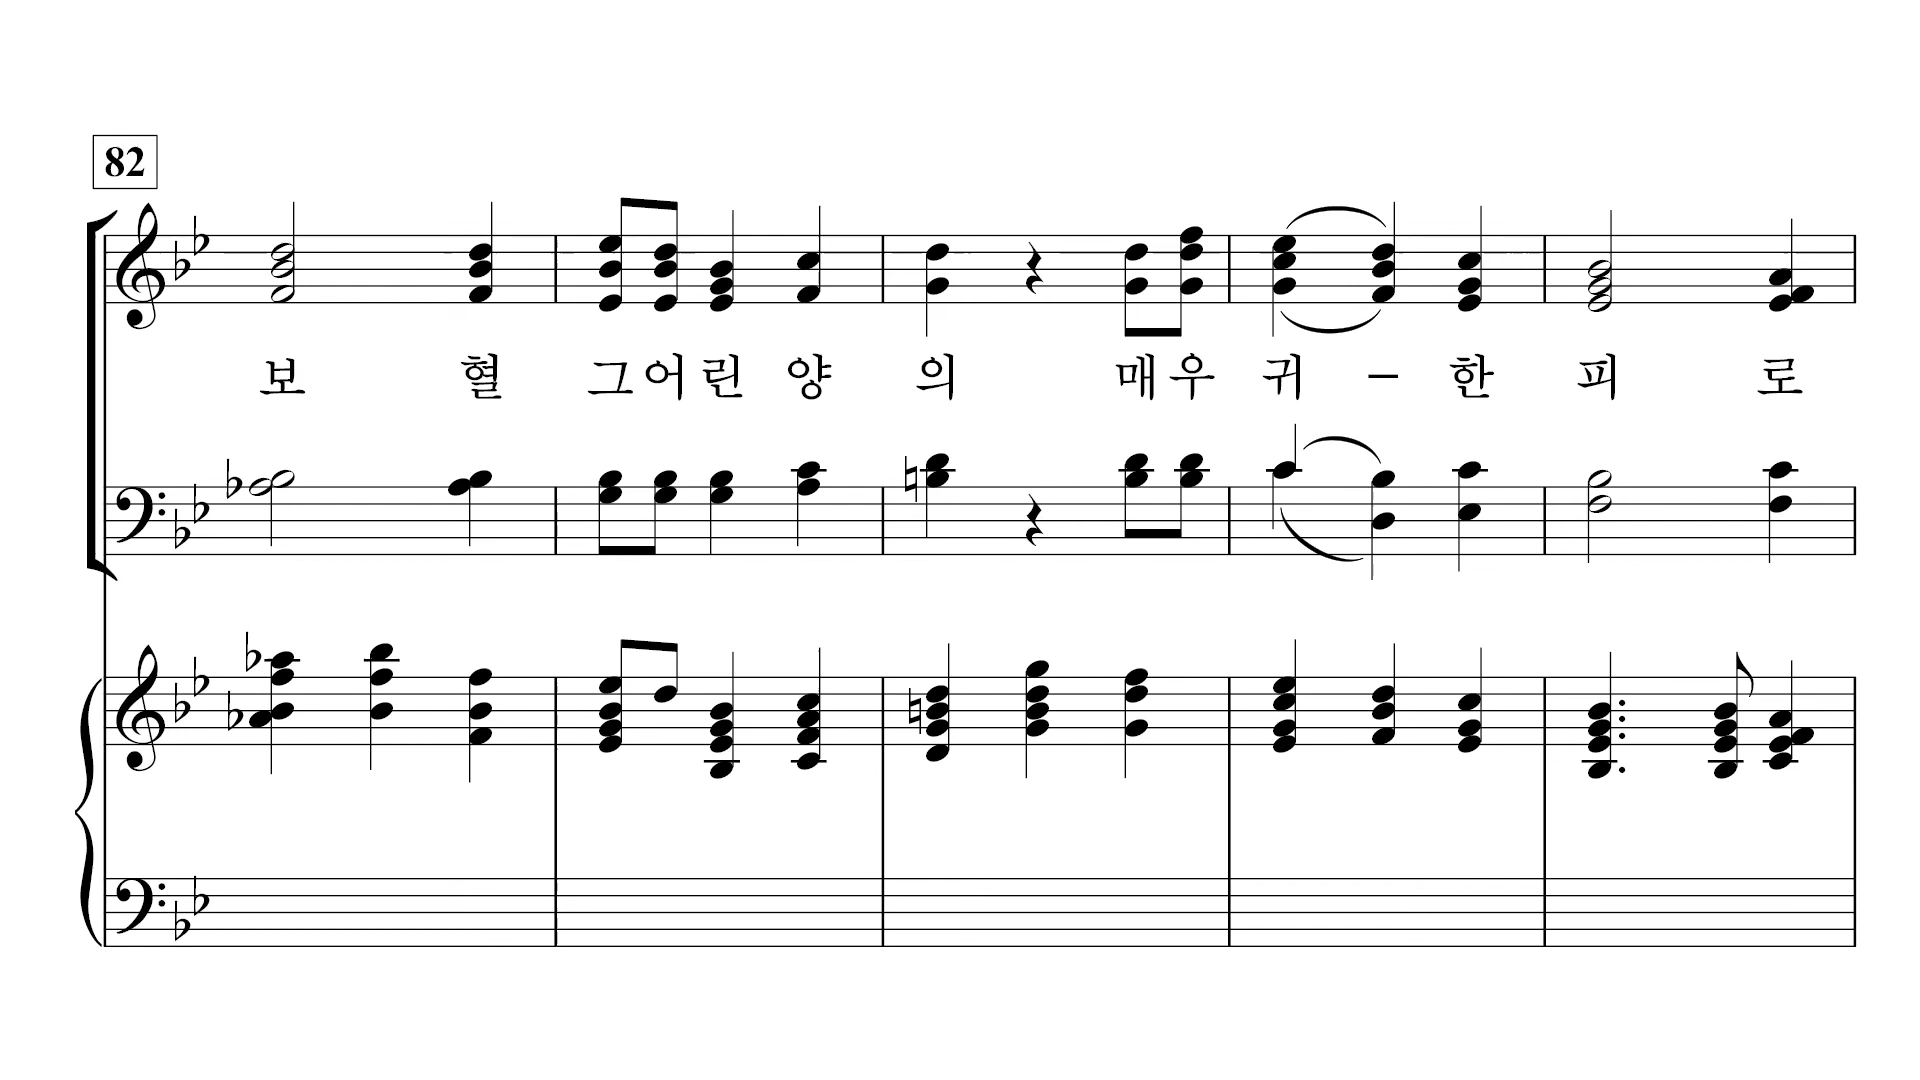 82
보 혈 그 어 린 양 의 매 우 귀 - 한 피 로